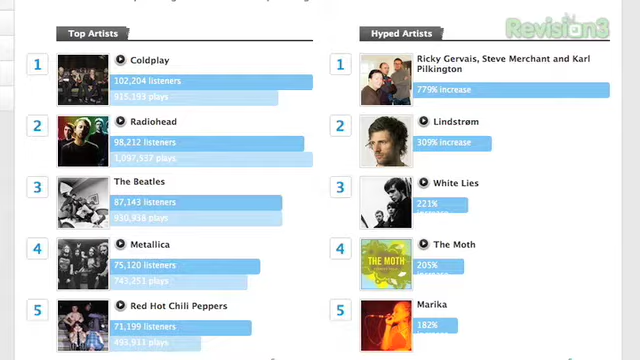 Revision3
Top Artists
Hyped Artists
1
Coldplay
102,204 listeners
916,193 plays
2
Radiohead
98,212 listeners
1,097,537 plays
3
The Beatles
87,143 listeners
930,938 plays
4
Metallica
75,120 listeners
743,251 plays
5
Red Hot Chili Peppers
71,199 listeners
493,911 plays
1
Ricky Gervais, Steve Merchant and Karl
Pilkington
779% increase
2
Lindstrøm
309% increase
3
White Lies
221%
4
THE MOTH
The Moth
205%
5
Marika
182%